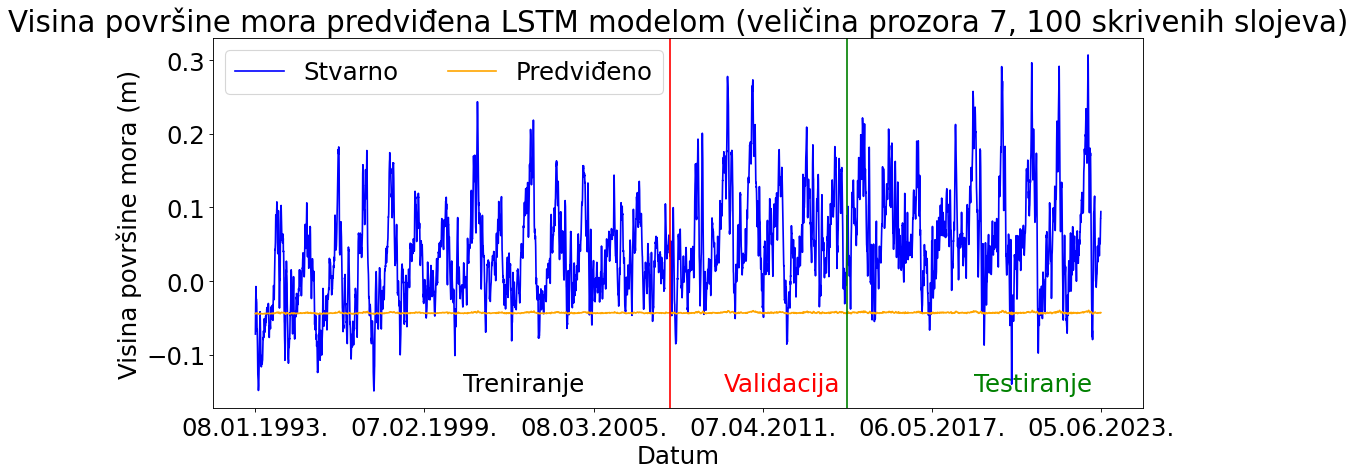 Visina površine mora predviđena LSTM modelom (veličina prozora 7, 100 skrivenih slojeva)
Stvarno
Predviđeno
Visina površine mora (m)
0.3
0.2
0.1
0.0
−0.1
Treniranje
Validacija
Testiranje
08.01.1993.
07.02.1999.
08.03.2005.
07.04.2011.
06.05.2017.
05.06.2023.
Datum